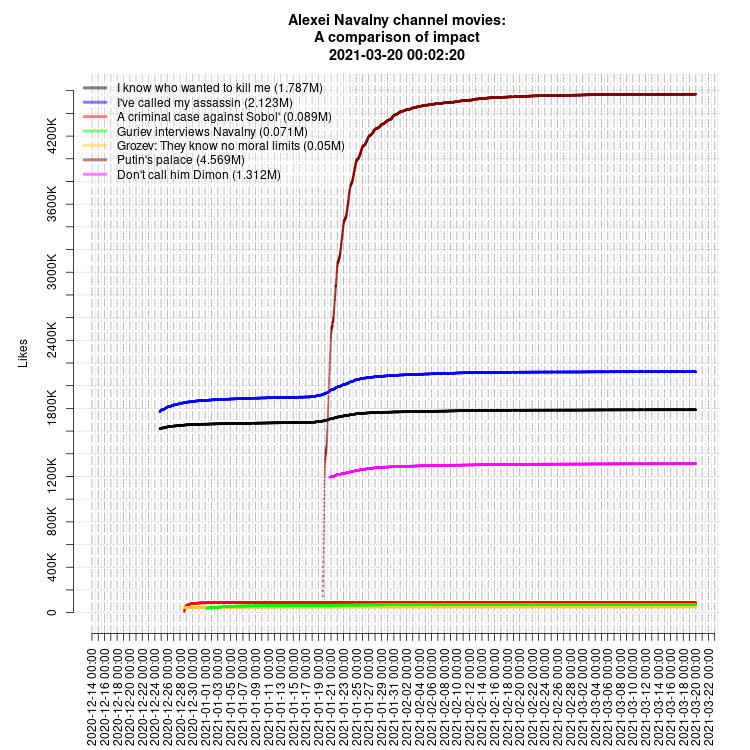 Alexei Navalny channel movies:
A comparison of impact
2021-03-20 00:02:20
I know who wanted to kill me (1.787M)
I've called my assassin (2.123M)
A criminal case against Sobol' (0.089M)
Guriev interviews Navalny (0.071M)
Grozev: They know no moral limits (0.05M)
Putin's palace (4.569M)
Don't call him Dimon (1.312M)
Likes
4200K
3600K
3000K
2400K
1800K
1200K
800K
400K
0
2020-12-14 00:00
2020-12-16 00:00
2020-12-18 00:00
2020-12-20 00:00
2020-12-22 00:00
2020-12-24 00:00
2020-12-26 00:00
2020-12-28 00:00
2020-12-30 00:00
2021-01-01 00:00
2021-01-03 00:00
2021-01-05 00:00
2021-01-07 00:00
2021-01-09 00:00
2021-01-11 00:00
2021-01-13 00:00
2021-01-15 00:00
2021-01-17 00:00
2021-01-19 00:00
2021-01-21 00:00
2021-01-23 00:00
2021-01-25 00:00
2021-01-27 00:00
2021-01-29 00:00
2021-01-31 00:00
2021-02-02 00:00
2021-02-04 00:00
2021-02-06 00:00
2021-02-08 00:00
2021-02-10 00:00
2021-02-12 00:00
2021-02-14 00:00
2021-02-16 00:00
2021-02-18 00:00
2021-02-20 00:00
2021-02-22 00:00
2021-02-24 00:00
2021-02-26 00:00
2021-02-28 00:00
2021-03-02 00:00
2021-03-04 00:00
2021-03-06 00:00
2021-03-08 00:00
2021-03-10 00:00
2021-03-12 00:00
2021-03-14 00:00
2021-03-16 00:00
2021-03-18 00:00
2021-03-20 00:00
2021-03-22 00:00